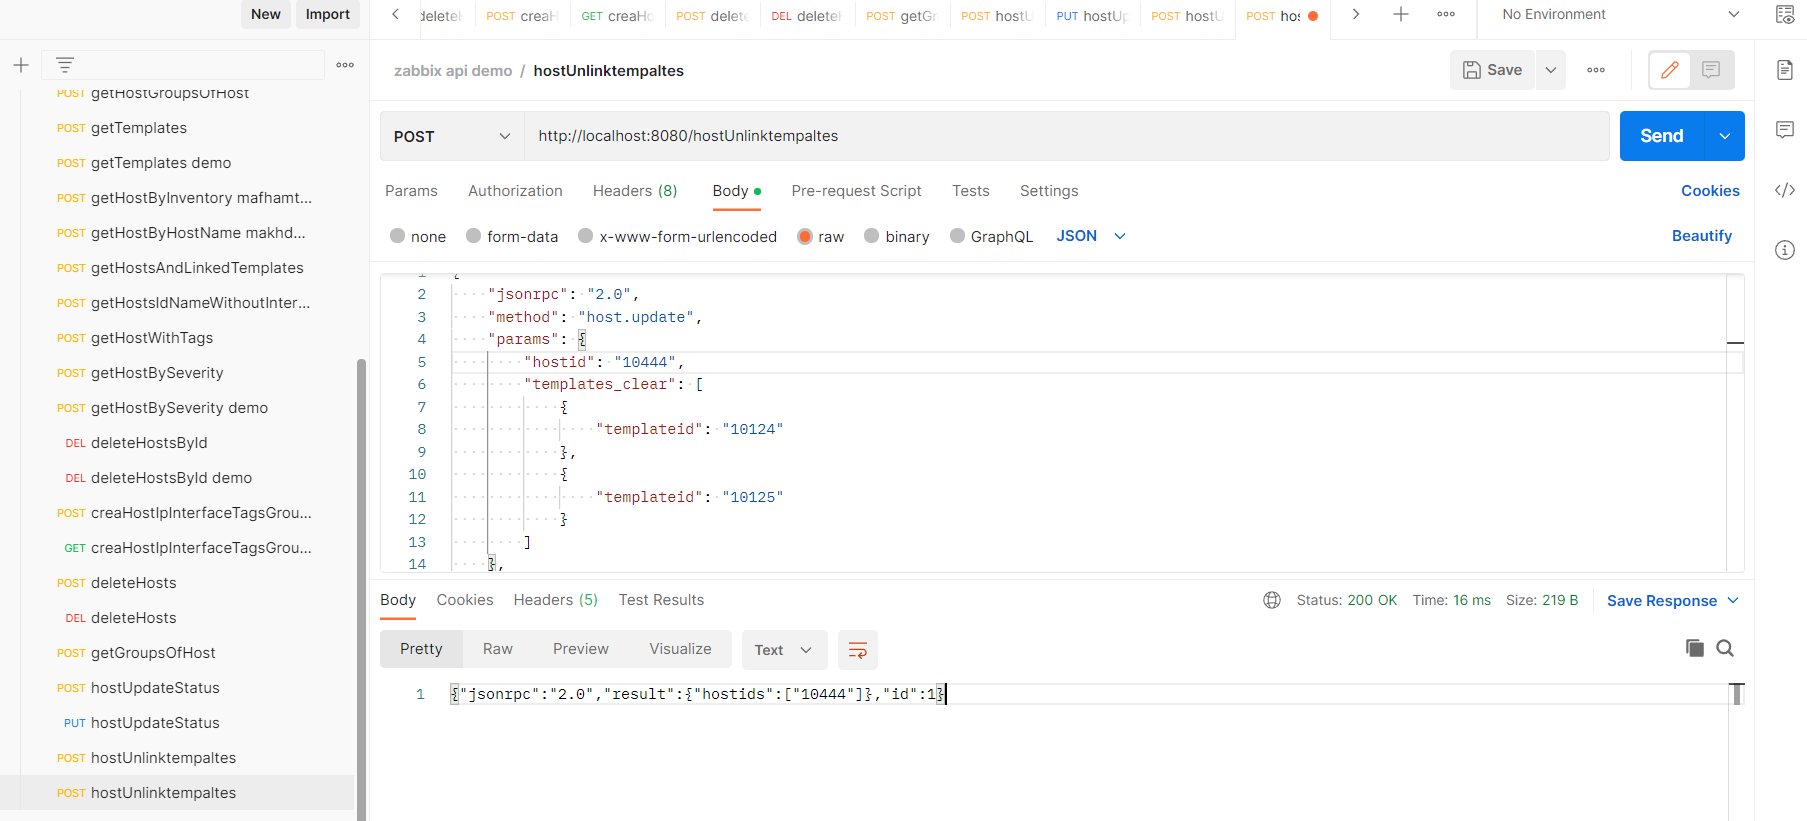 New Import
POST getHostGroupsOfHost
POST getTemplates
POST getTemplates demo
POST getHostByInventory mafhamt...
POST getHostByHostName makhd...
POST getHostsAndLinkedTemplates
POST getHostsIdNameWithoutInter...
POST getHostWithTags
POST getHostBySeverity
POST getHostBySeverity demo
DEL deleteHostsById
DEL deleteHostsById demo
POST creaHostIpInterfaceTagsGrou...
GET creaHostIpInterfaceTagsGrou...
POST deleteHosts
DEL deleteHosts
POST getGroupsOfHost
POST hostUpdateStatus
PUT hostUpdateStatus
POST hostUnlinktempaltes
POST hostUnlinktempaltes
delete POST creaH GET creaHo POST delete DEL deleteH POST getGr POST hostU PUT hostUp POST hostU POST hos No Environment
zabbix api demo / hostUnlinktempaltes Save
POST http://localhost:8080/hostUnlinktempaltes Send
Params Authorization Headers (8) Body Pre-request Script Tests Settings Cookies
none form-data x-www-form-urlencoded raw binary GraphQL JSON Beautify
1 {
2 "jsonrpc": "2.0",
3 "method": "host.update",
4 "params": {
5 "hostid": "10444",
6 "templates_clear": [
7 {
8 "templateid": "10124"
9 },
10 {
11 "templateid": "10125"
12 }
13 ]
14 },
Body Cookies Headers (5) Test Results Status: 200 OK Time: 16 ms Size: 219 B Save Response
Pretty Raw Preview Visualize Text
1 {"jsonrpc":"2.0","result":{"hostids":["10444"]},"id":1}